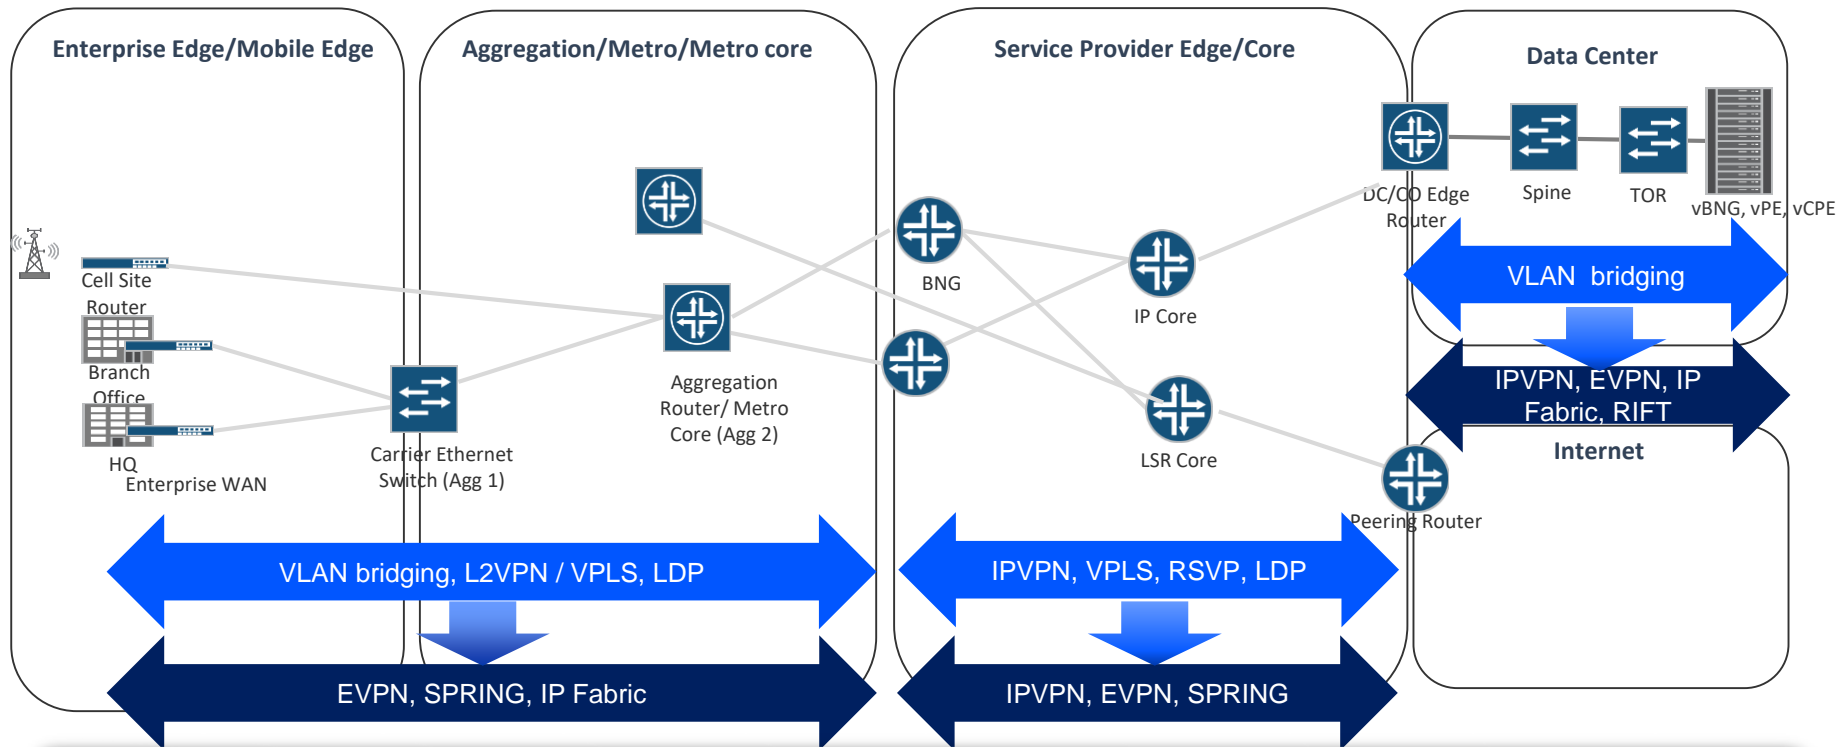 Enterprise Edge/Mobile Edge
Aggregation/Metro/Metro core
Service Provider Edge/Core
Data Center
Cell Site
Router
Branch
Office
HQ
Enterprise WAN
Carrier Ethernet
Switch (Agg 1)
Aggregation
Router/ Metro
Core (Agg 2)
BNG
IP Core
LSR Core
DC/CO Edge
Router
Spine
TOR
vBNG, vPE, vCPE
VLAN bridging
IPVPN, EVPN, IP
Fabric, RIFT
Internet
Peering Router
VLAN bridging, L2VPN / VPLS, LDP
IPVPN, VPLS, RSVP, LDP
EVPN, SPRING, IP Fabric
IPVPN, EVPN, SPRING